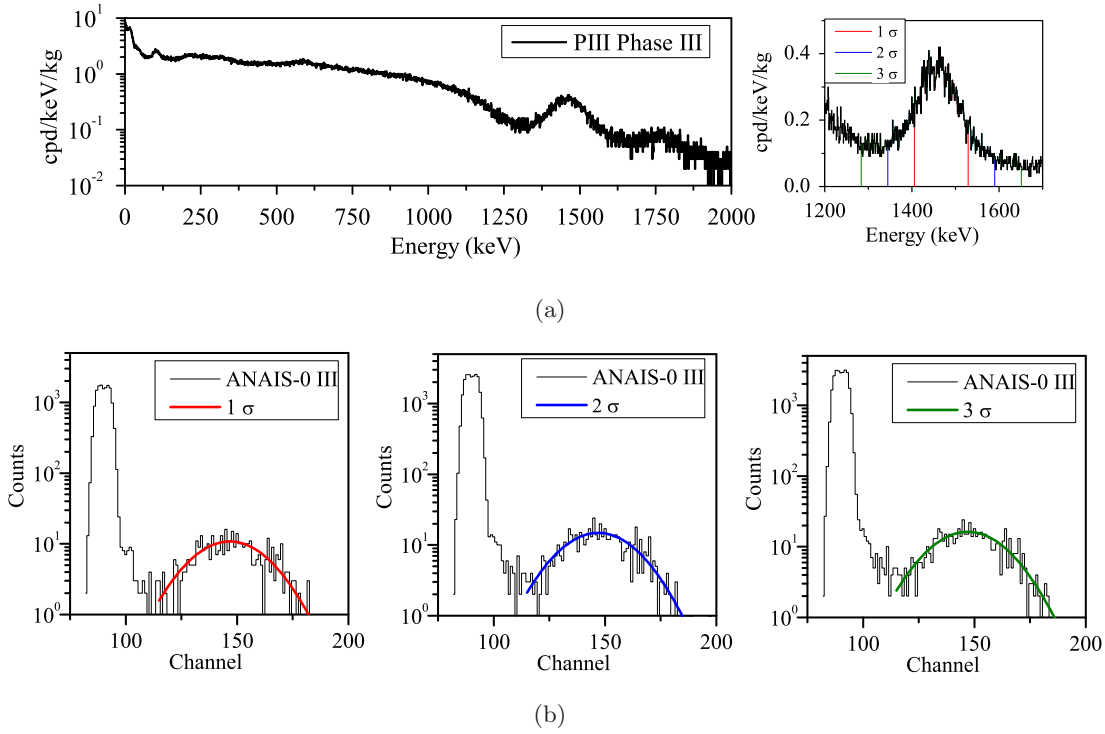 (a)
PIII Phase III
cpd/keV/kg
10^1
10^0
10^-1
10^-2
0 250 500 750 1000 1250 1500 1750 2000
Energy (keV)
1 σ
2 σ
3 σ
cpd/keV/kg
0.4
0.2
0.0
1200 1400 1600
Energy (keV)
(a)
ANAIS-0 III
1 σ
Counts
10^3
10^2
10^1
10^0
100 150 200
Channel
ANAIS-0 III
2 σ
Counts
10^3
10^2
10^1
10^0
100 150 200
Channel
ANAIS-0 III
3 σ
Counts
10^3
10^2
10^1
10^0
100 150 200
Channel
(b)